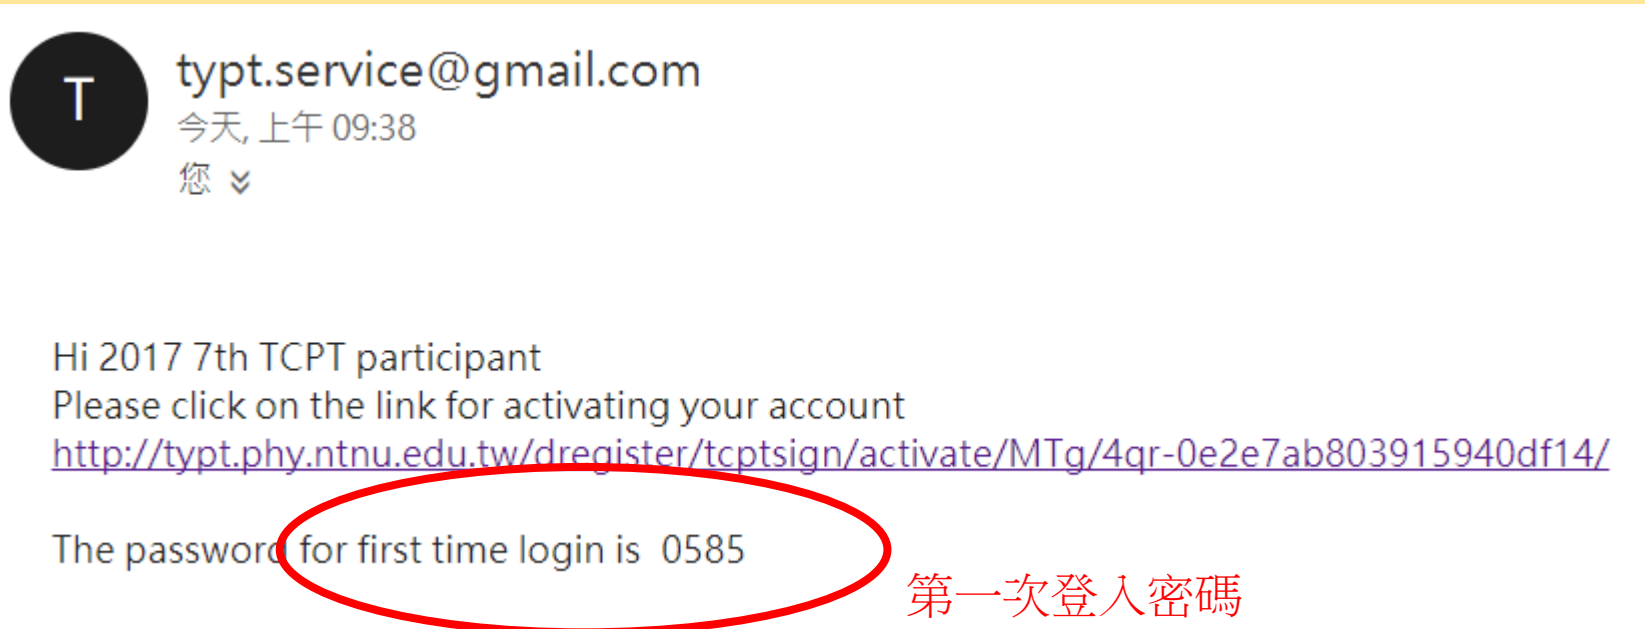 T
typt.service@gmail.com
今天, 上午 09:38
您
Hi 2017 7th TCPT participant
Please click on the link for activating your account
http://typt.phy.ntnu.edu.tw/dregister/tcptsign/activate/MTg/4qr-0e2e7ab803915940df14/
The password for first time login is  0585
第一次登入密碼